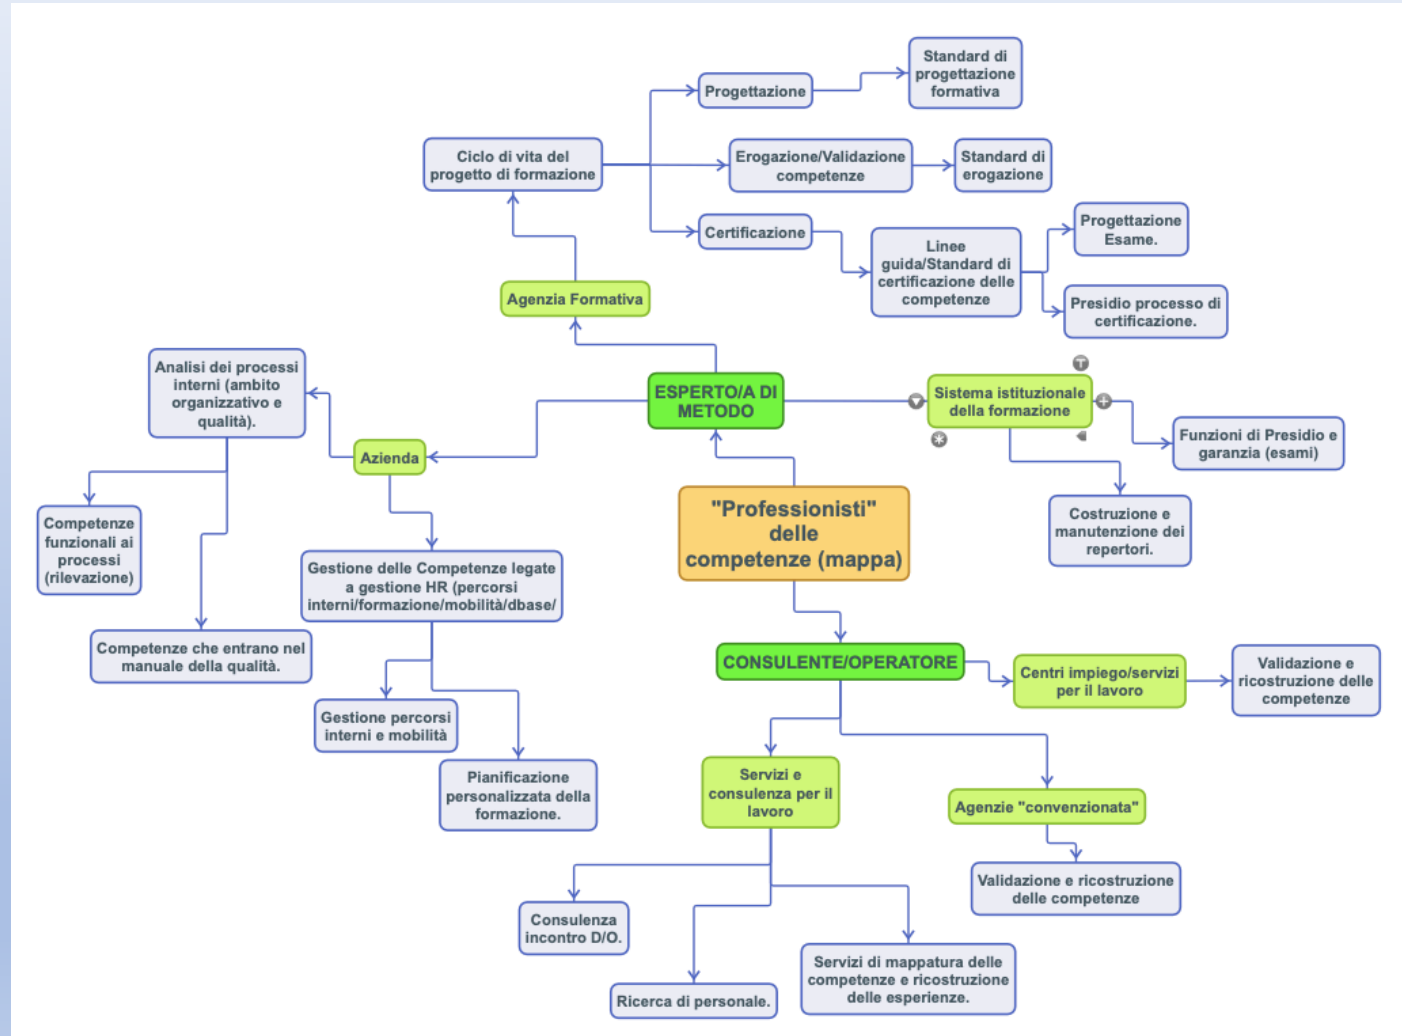 Standard di
progettazione
formativa
Progettazione
Ciclo di vita del
progetto di formazione
Erogazione/Validazione
competenze
Standard di
erogazione
Certificazione
Linee
guida/Standard di
certificazione delle
competenze
Progettazione
Esame.
Presidio processo di
certificazione.
Agenzia Formativa
Analisi dei processi
interni (ambito
organizzativo e
qualità).
ESPERTO/A DI
METODO
Sistema istituzionale
della formazione
Funzioni di Presidio e
garanzia (esami)
Azienda
Costruzione e
manutenzione dei
repertori.
Competenze
funzionali ai
processi
(rilevazione)
"Professionisti"
delle
competenze (mappa)
Gestione delle Competenze legate
a gestione HR (percorsi
interni/formazione/mobilità/dbase/
Competenze che entrano nel
manuale della qualità.
CONSULENTE/OPERATORE
Centri impiego/servizi
per il lavoro
Validazione e
ricostruzione delle
competenze
Gestione percorsi
interni e mobilità
Pianificazione
personalizzata della
formazione.
Servizi e
consulenza per il
lavoro
Agenzie "convenzionata"
Validazione e ricostruzione
delle competenze
Consulenza
incontro D/O.
Servizi di mappatura delle
competenze e ricostruzione
delle esperienze.
Ricerca di personale.